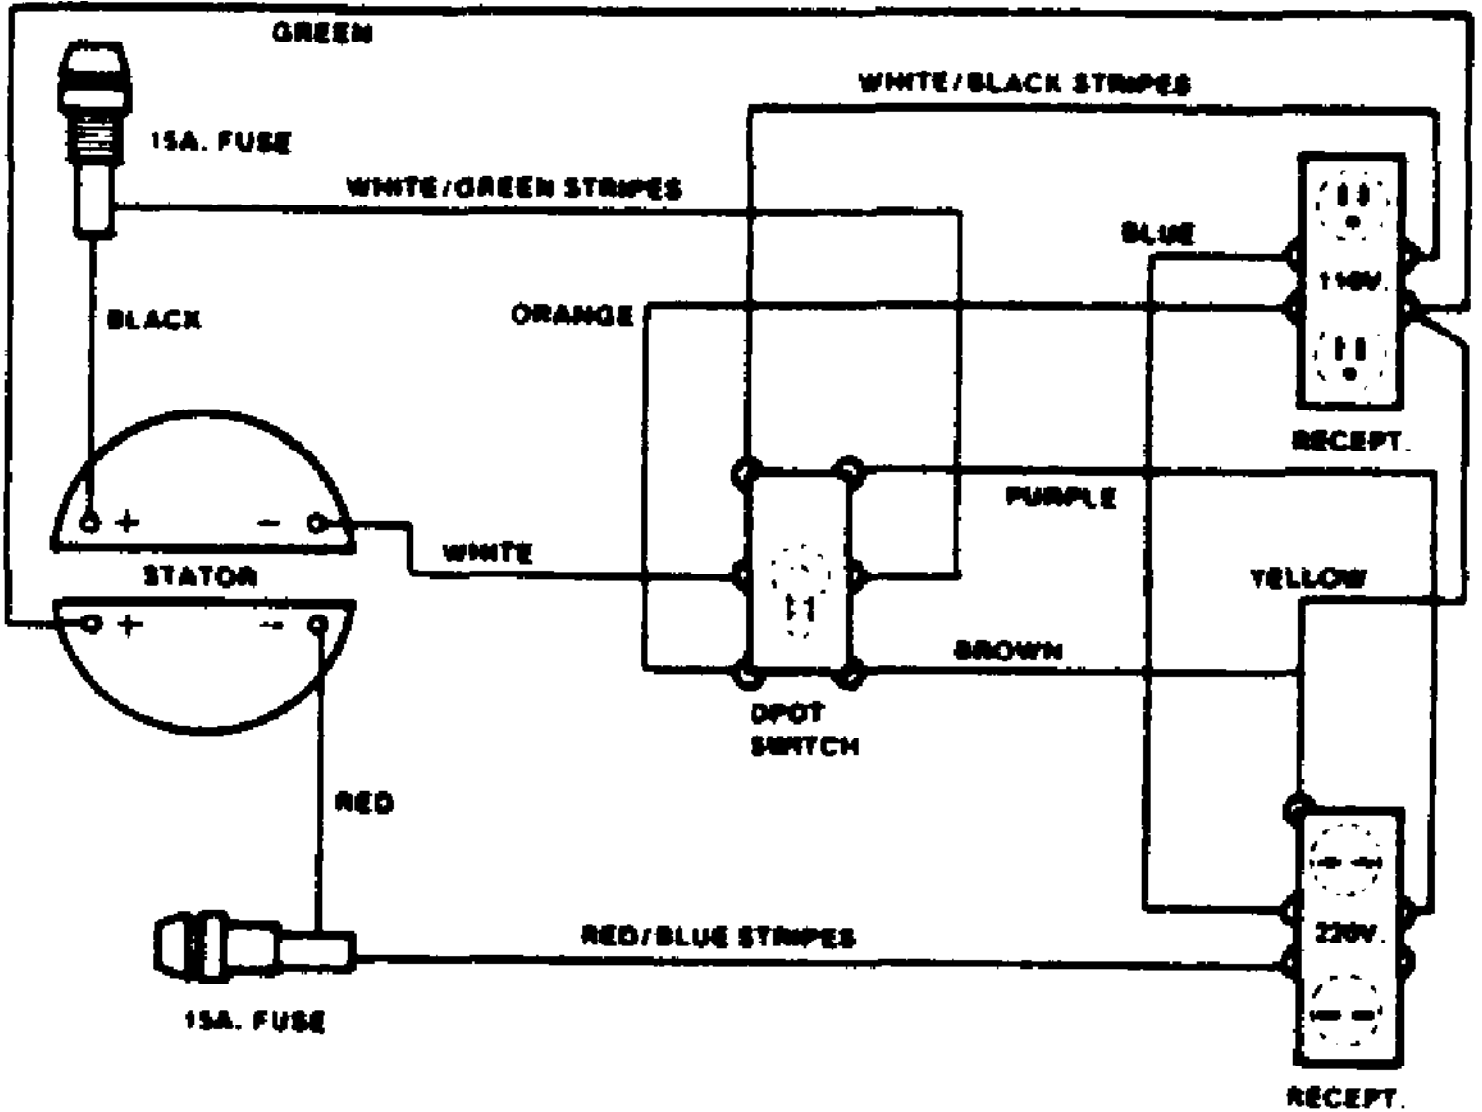 GREEN
WHITE/BLACK STRIPES
15A. FUSE
WHITE/GREEN STRIPES
BLUE
110V.
ORANGE
BLACK
RECEPT.
PURPLE
+ -
WHITE
STATOR
YELLOW
+ -
BROWN
DPDT
SWITCH
RED
RED/BLUE STRIPES
220V.
15A. FUSE
RECEPT.